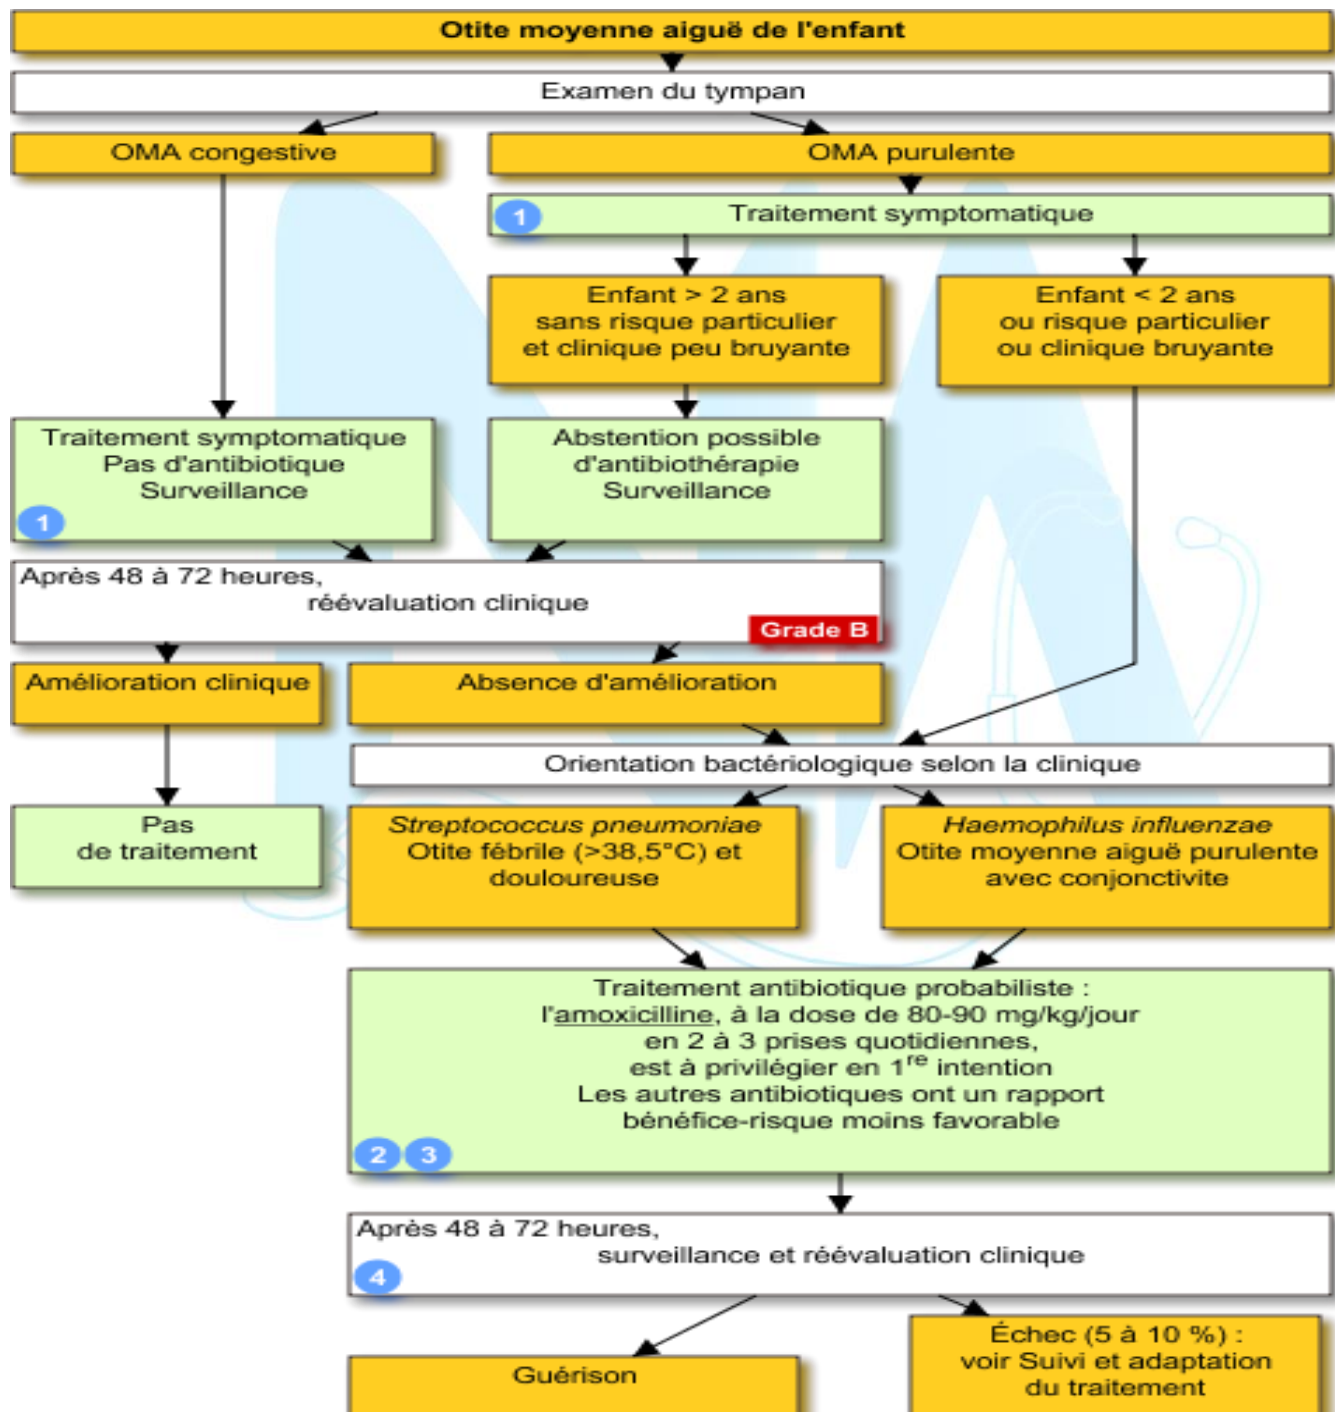 Otite moyenne aiguë de l'enfant
Examen du tympan
OMA congestive
OMA purulente
1
Traitement symptomatique
Enfant > 2 ans
sans risque particulier
et clinique peu bruyante
Enfant < 2 ans
ou risque particulier
ou clinique bruyante
Traitement symptomatique
Pas d'antibiotique
Surveillance
1
Abstention possible
d'antibiothérapie
Surveillance
Après 48 à 72 heures,
réévaluation clinique
Grade B
Amélioration clinique
Absence d'amélioration
Orientation bactériologique selon la clinique
Pas
de traitement
Streptococcus pneumoniae
Otite fébrile (>38,5°C) et
douloureuse
Haemophilus influenzae
Otite moyenne aiguë purulente
avec conjonctivite
Traitement antibiotique probabiliste :
l'amoxicilline, à la dose de 80-90 mg/kg/jour
en 2 à 3 prises quotidiennes,
est à privilégier en 1re intention
Les autres antibiotiques ont un rapport
bénéfice-risque moins favorable
2 3
Après 48 à 72 heures,
surveillance et réévaluation clinique
4
Guérison
Échec (5 à 10 %) :
voir Suivi et adaptation
du traitement